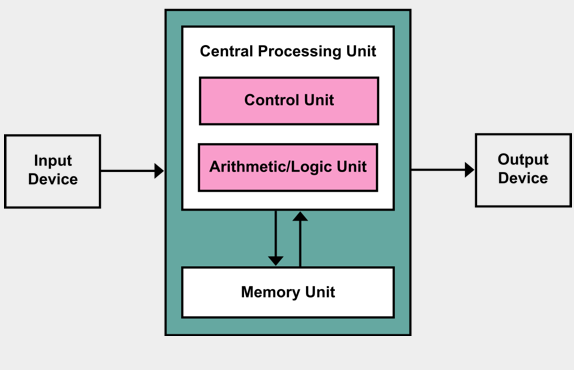 Central Processing Unit
Control Unit
Arithmetic/Logic Unit
Input
Device
Output
Device
Memory Unit